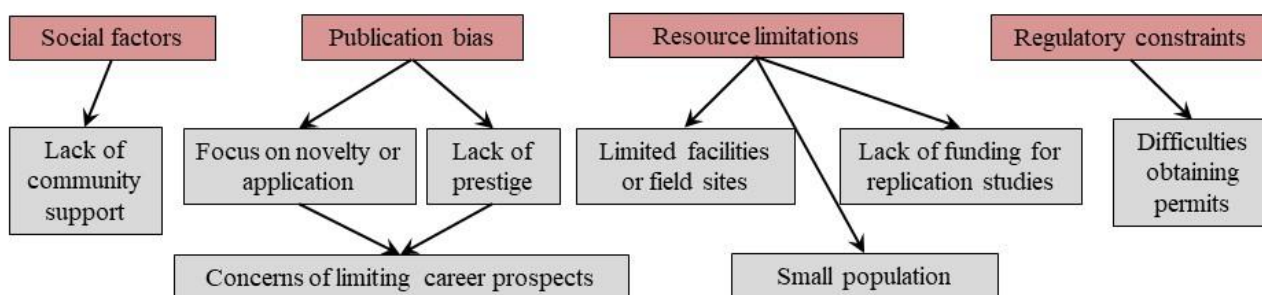 Social factors
Publication bias
Resource limitations
Regulatory constraints
Lack of
community
support
Focus on novelty or
application
Lack of
prestige
Limited facilities
or field sites
Lack of funding for
replication studies
Difficulties
obtaining
permits
Concerns of limiting career prospects
Small population